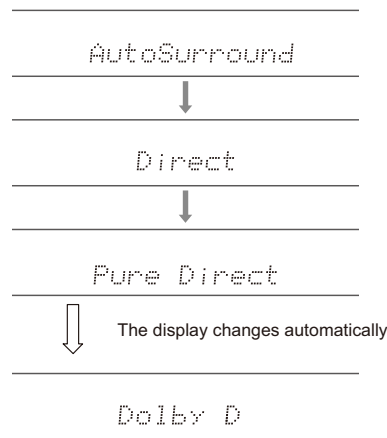 AutoSurround
Direct
Pure Direct
The display changes automatically
Dolby D